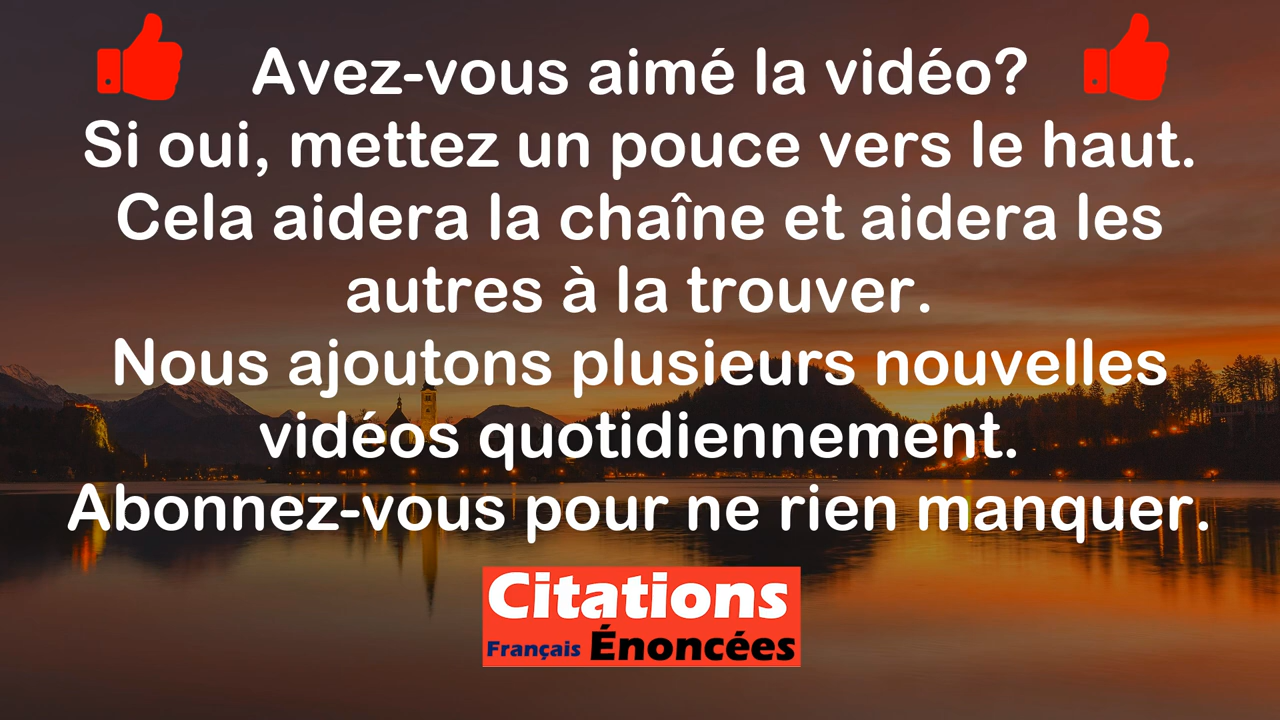 Avez-vous aimé la vidéo?
Si oui, mettez un pouce vers le haut.
Cela aidera la chaîne et aidera les
autres à la trouver.
Nous ajoutons plusieurs nouvelles
vidéos quotidiennement.
Abonnez-vous pour ne rien manquer.
Citations
Français Énoncées